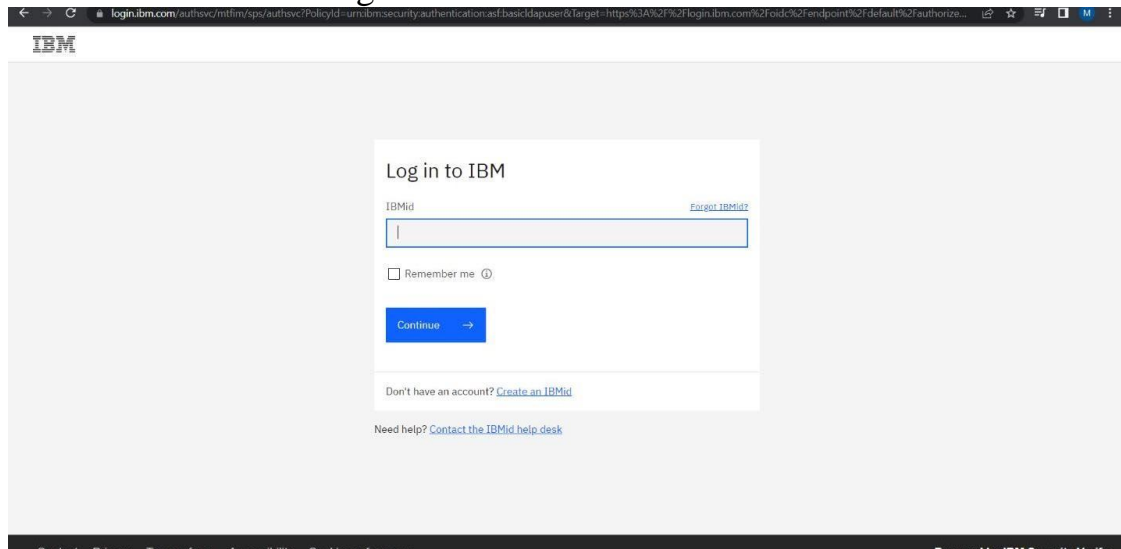 login.ibm.com/authsvc/mtfim/sps/authsvc?PolicyId=urn:ibm:security:authentication:asf:basicldapuser&Target=https%3A%2F%2Flogin.ibm.com%2Foidc%2Fendpoint%2Fdefault%2Fauthorize... M
IBM
Log in to IBM
IBMid Forgot IBMid?
Remember me
Continue →
Don't have an account? Create an IBMid
Need help? Contact the IBMid help desk